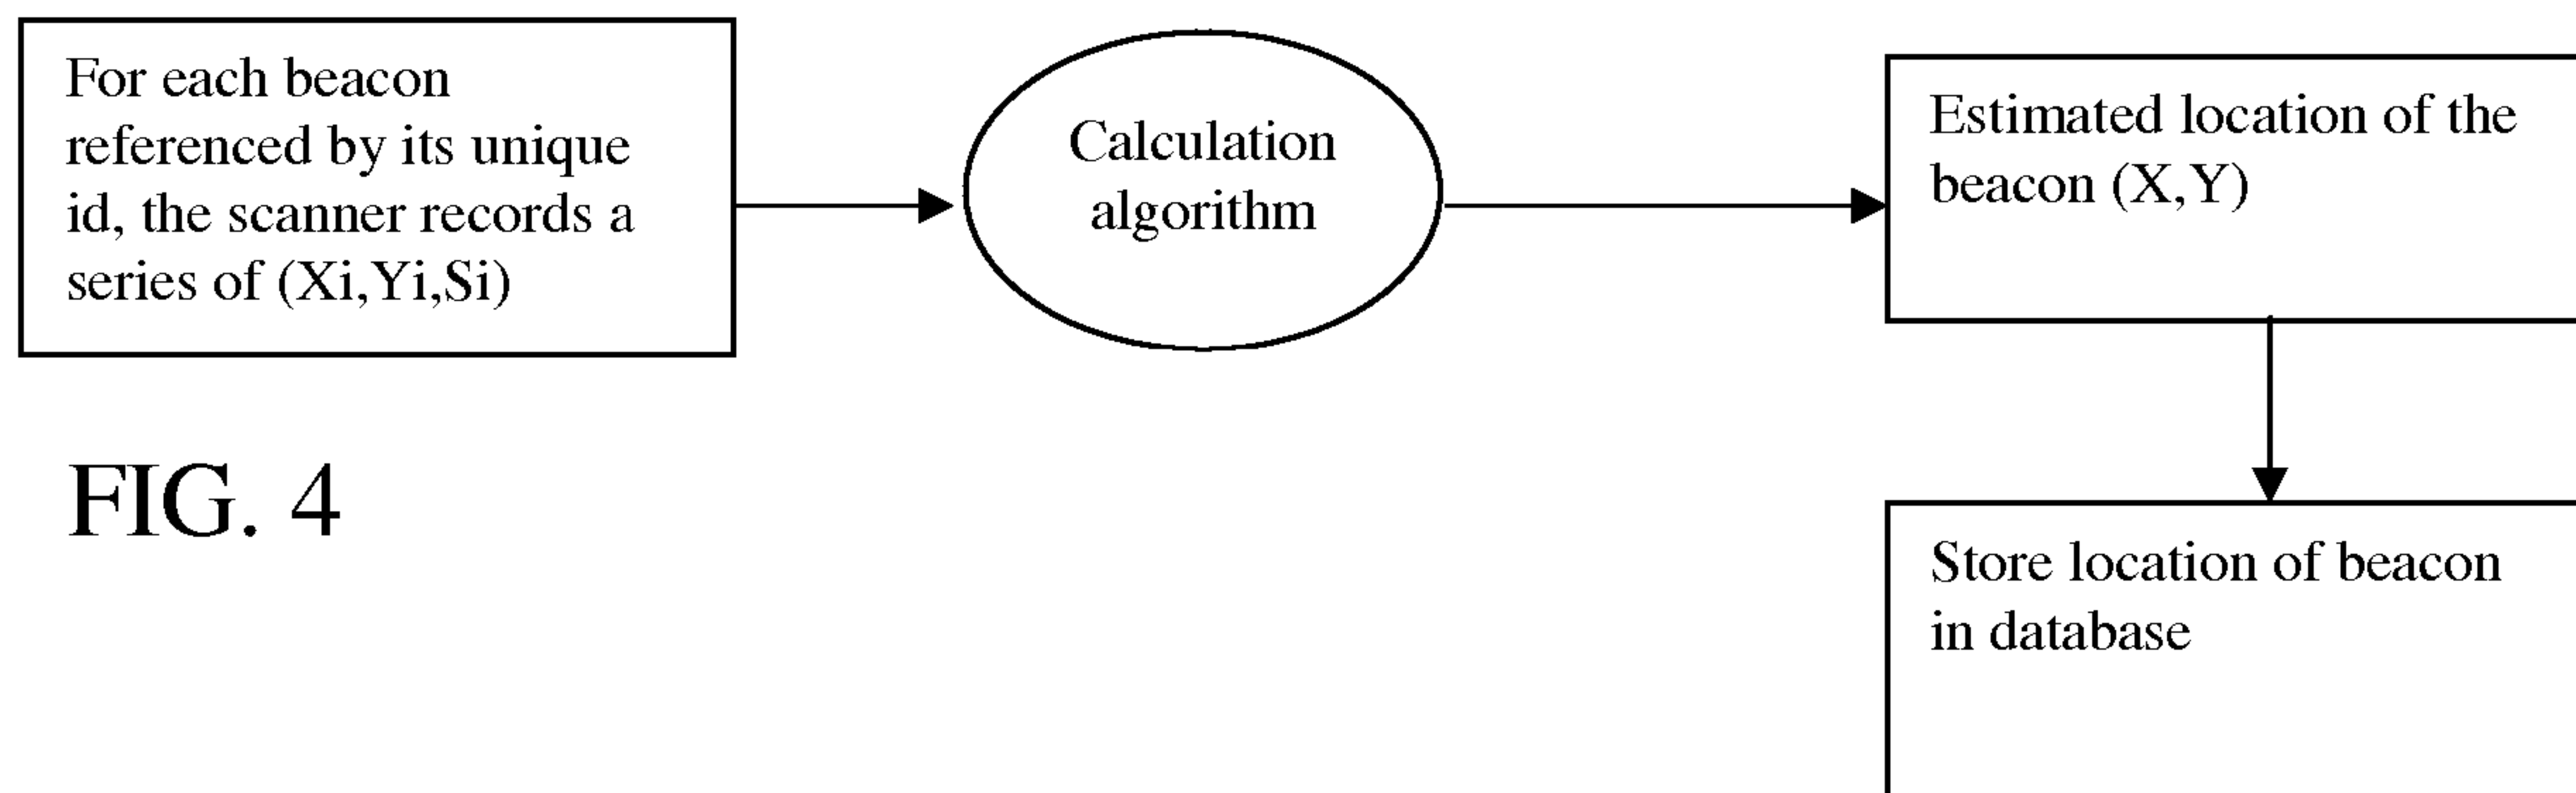 For each beacon
referenced by its unique
id, the scanner records a
series of (Xi,Yi,Si)
Calculation
algorithm
Estimated location of the
beacon (X,Y)
Store location of beacon
in database
FIG. 4